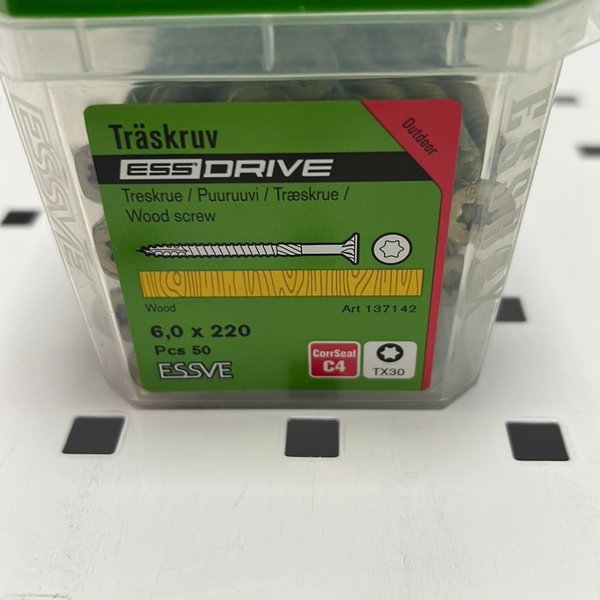 Träskruv
Outdoor
ESS DRIVE
Treskrue / Puuruuvi / Træskrue /
Wood screw
Wood
Art 137142
6,0 x 220
Pcs 50
CorrSeal
C4
TX30
ESSVE
ESSVE